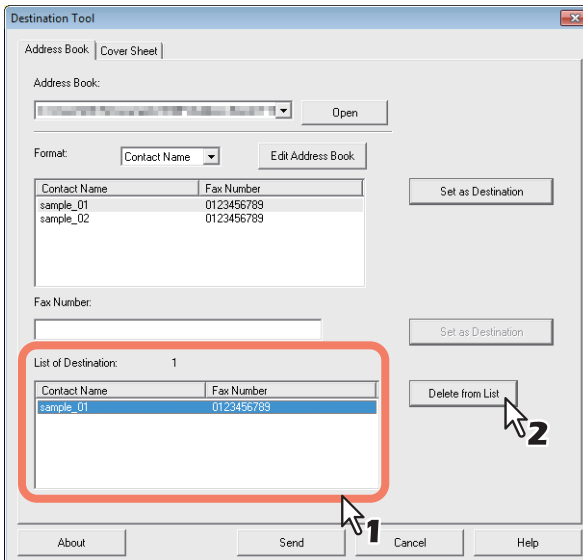 Destination Tool
Address Book Cover Sheet
Address Book:
Open
Format: Contact Name Edit Address Book
Contact Name Fax Number
sample_01 0123456789
sample_02 0123456789
Set as Destination
Fax Number:
Set as Destination
List of Destination: 1
Contact Name Fax Number
sample_01 0123456789
Delete from List
1
2
About Send Cancel Help